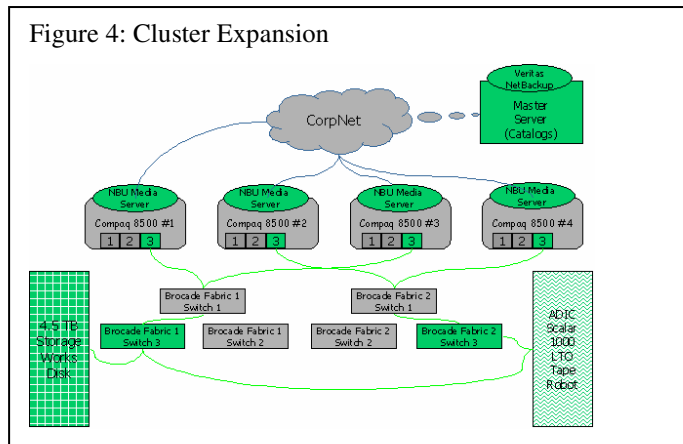 Figure 4: Cluster Expansion
Veritas
NetBackup
Master
Server
(Catalogs)
CorpNet
NBU Media
Server
Compaq 8500 #1
1 2 3
NBU Media
Server
Compaq 8500 #2
1 2 3
NBU Media
Server
Compaq 8500 #3
1 2 3
NBU Media
Server
Compaq 8500 #4
1 2 3
Brocade Fabric 1
Switch 1
Brocade Fabric 2
Switch 1
4.5 TB
Storage
Works
Disk
Brocade Fabric 1
Switch 3
Brocade Fabric 1
Switch 2
Brocade Fabric 2
Switch 2
Brocade Fabric 2
Switch 3
ADIC
Scalar
1000
LTO
Tape
Robot